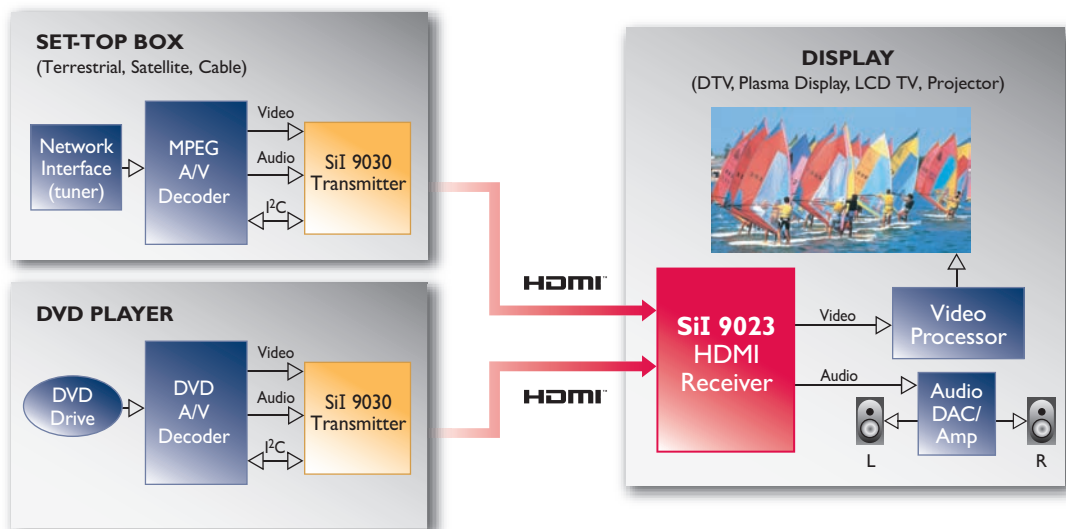 SET-TOP BOX
(Terrestrial, Satellite, Cable)
Network
Interface
(tuner)
MPEG
A/V
Decoder
Video
Audio
I²C
SiI 9030
Transmitter
DVD PLAYER
DVD
Drive
DVD
A/V
Decoder
Video
Audio
I²C
SiI 9030
Transmitter
HDMI™
HDMI™
DISPLAY
(DTV, Plasma Display, LCD TV, Projector)
SiI 9023
HDMI
Receiver
Video
Video
Processor
Audio
Audio
DAC/
Amp
L
R